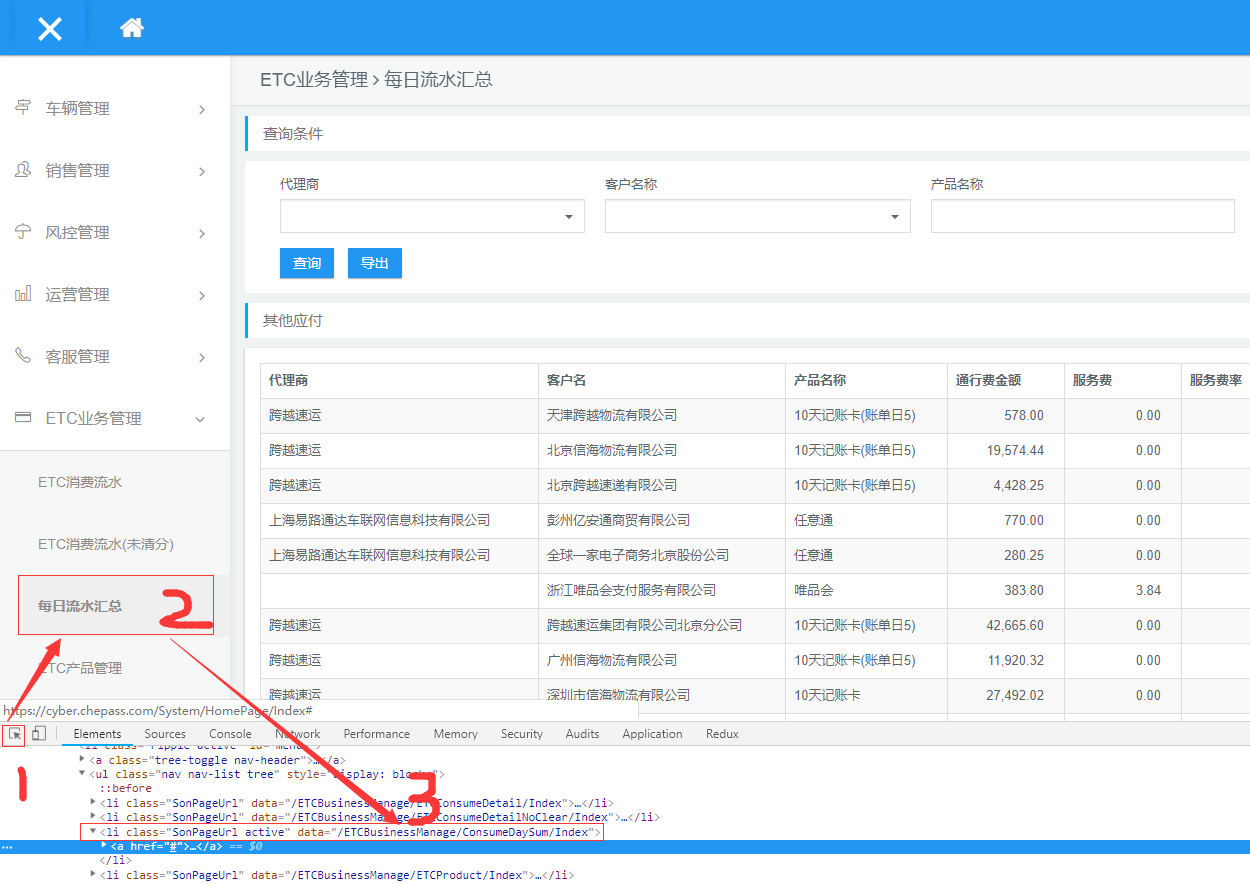 ETC业务管理 > 每日流水汇总
车辆管理
销售管理
风控管理
运营管理
客服管理
ETC业务管理
ETC消费流水
ETC消费流水(未清分)
每日流水汇总
2
ETC产品管理
查询条件
代理商 客户名称 产品名称
查询 导出
其他应付
代理商 客户名 产品名称 通行费金额 服务费 服务费率
跨越速运 天津跨越物流有限公司 10天记账卡(账单日5) 578.00 0.00
跨越速运 北京信海物流有限公司 10天记账卡(账单日5) 19,574.44 0.00
跨越速运 北京跨越速递有限公司 10天记账卡(账单日5) 4,428.25 0.00
上海易路通达车联网信息科技有限公司 彭州亿安通商贸有限公司 任意通 770.00 0.00
上海易路通达车联网信息科技有限公司 全球一家电子商务北京股份公司 任意通 280.25 0.00
浙江唯品会支付服务有限公司 唯品会 383.80 3.84
跨越速运 跨越速运集团有限公司北京分公司 10天记账卡(账单日5) 42,665.60 0.00
跨越速运 广州信海物流有限公司 10天记账卡(账单日5) 11,920.32 0.00
跨越速运 深圳市信海物流有限公司 10天记账卡 27,492.02 0.00
https://cyber.chepass.com/System/HomePage/Index#
Elements Sources Console Network Performance Memory Security Audits Application Redux
1
3
<a class="tree-toggle nav-header">…</a>
<ul class="nav nav-list tree" style="display: block;">
::before
<li class="SonPageUrl" data="/ETCBusinessManage/ETCConsumeDetail/Index">…</li>
<li class="SonPageUrl" data="/ETCBusinessManage/ETCConsumeDetailNoClear/Index">…</li>
<li class="SonPageUrl active" data="/ETCBusinessManage/ConsumeDaySum/Index">
<a href="#">…</a> == $0
</li>
<li class="SonPageUrl" data="/ETCBusinessManage/ETCProduct/Index">…</li>